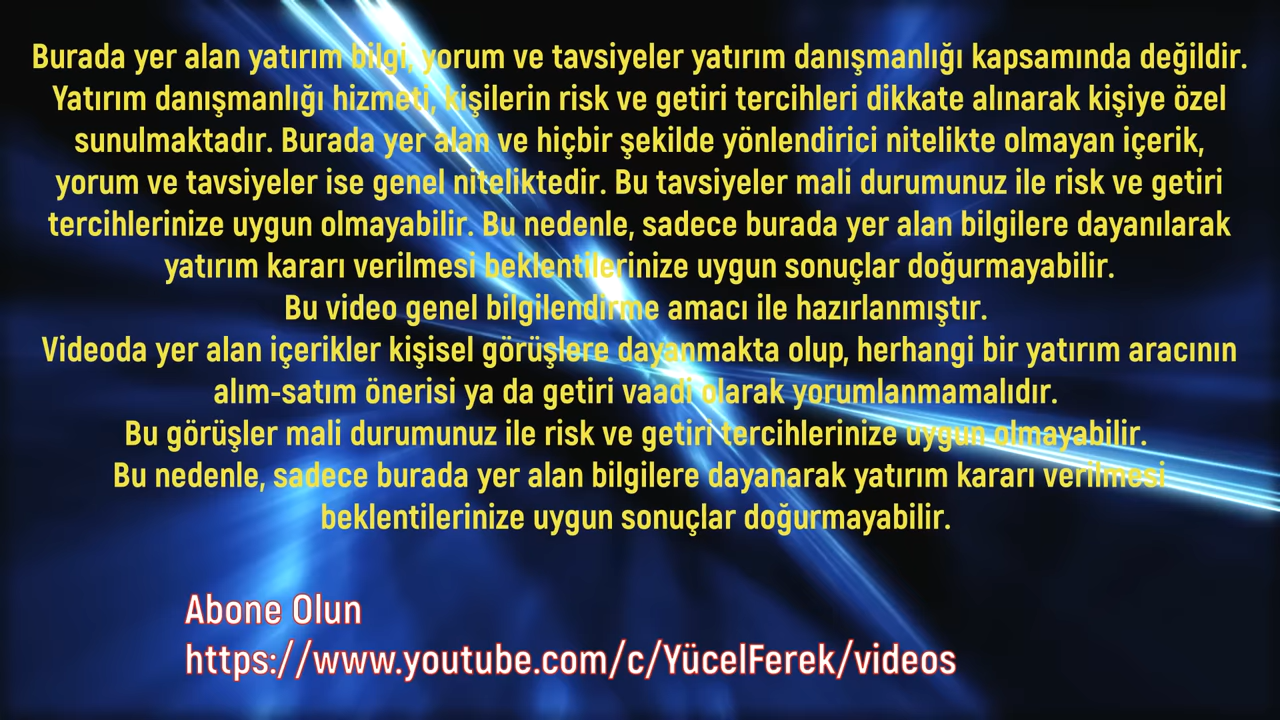 Burada yer alan yatırım bilgi, yorum ve tavsiyeler yatırım danışmanlığı kapsamında değildir.
Yatırım danışmanlığı hizmeti, kişilerin risk ve getiri tercihleri dikkate alınarak kişiye özel
sunulmaktadır. Burada yer alan ve hiçbir şekilde yönlendirici nitelikte olmayan içerik,
yorum ve tavsiyeler ise genel niteliktedir. Bu tavsiyeler mali durumunuz ile risk ve getiri
tercihlerinize uygun olmayabilir. Bu nedenle, sadece burada yer alan bilgilere dayanılarak
yatırım kararı verilmesi beklentilerinize uygun sonuçlar doğurmayabilir.
Bu video genel bilgilendirme amacı ile hazırlanmıştır.
Videoda yer alan içerikler kişisel görüşlere dayanmakta olup, herhangi bir yatırım aracının
alım-satım önerisi ya da getiri vaadi olarak yorumlanmamalıdır.
Bu görüşler mali durumunuz ile risk ve getiri tercihlerinize uygun olmayabilir.
Bu nedenle, sadece burada yer alan bilgilere dayanarak yatırım kararı verilmesi
beklentilerinize uygun sonuçlar doğurmayabilir.
Abone Olun
https://www.youtube.com/c/YücelFerek/videos